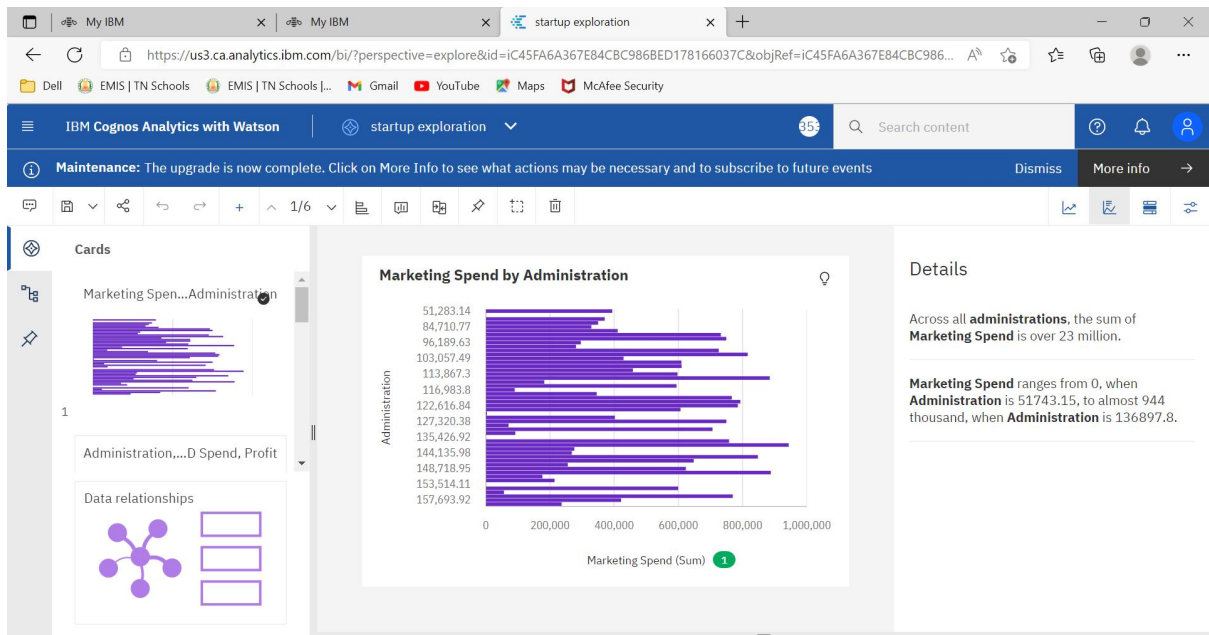 My IBM
My IBM
startup exploration
https://us3.ca.analytics.ibm.com/bi/?perspective=explore&id=iC45FA6A367E84CBC986BED178166037C&objRef=iC45FA6A367E84CBC986...
Dell
EMIS | TN Schools
EMIS | TN Schools |...
Gmail
YouTube
Maps
McAfee Security
IBM Cognos Analytics with Watson
startup exploration
353
Search content
Maintenance: The upgrade is now complete. Click on More Info to see what actions may be necessary and to subscribe to future events
Dismiss
More info
1/6
Cards
Marketing Spen...Administration
1
Administration,...D Spend, Profit
Data relationships
Marketing Spend by Administration
Administration
51,283.14
84,710.77
96,189.63
103,057.49
113,867.3
116,983.8
122,616.84
127,320.38
135,426.92
144,135.98
148,718.95
153,514.11
157,693.92
0 200,000 400,000 600,000 800,000 1,000,000
Marketing Spend (Sum) 1
Details
Across all administrations, the sum of
Marketing Spend is over 23 million.
Marketing Spend ranges from 0, when
Administration is 51743.15, to almost 944
thousand, when Administration is 136897.8.